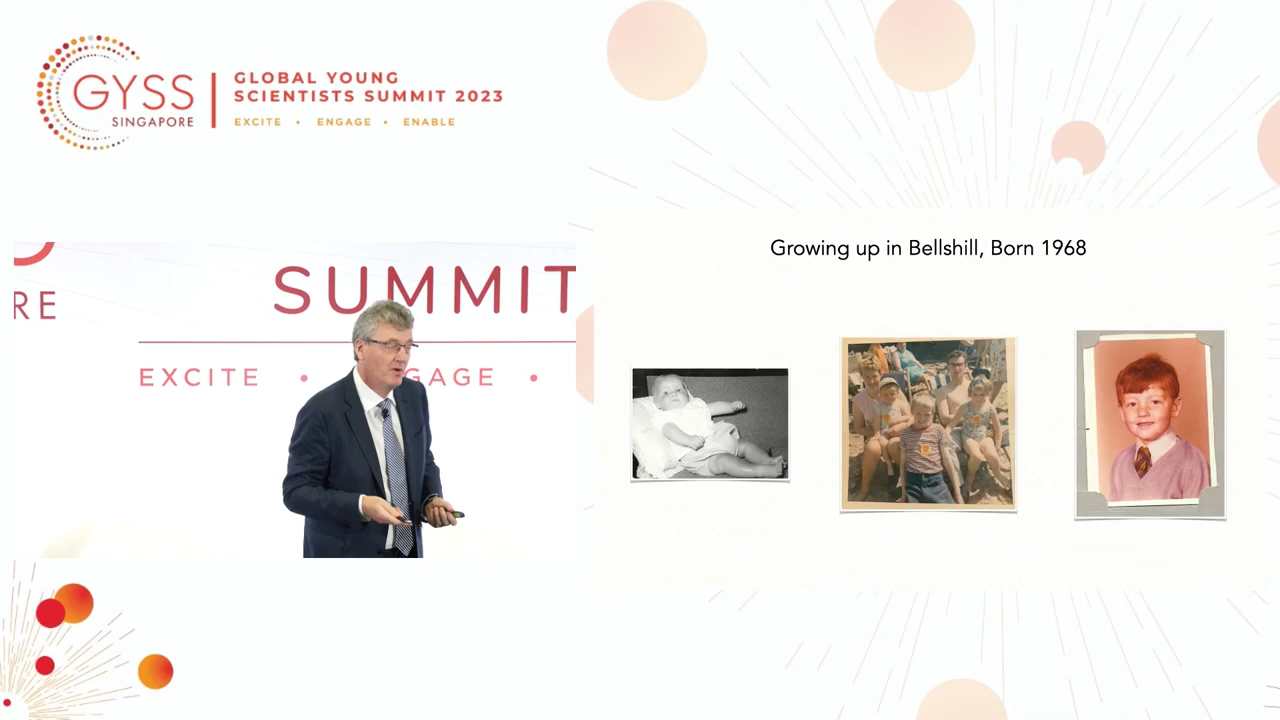 GYSS
SINGAPORE
GLOBAL YOUNG
SCIENTISTS SUMMIT 2023
EXCITE • ENGAGE • ENABLE
RE
SUMMIT
EXCITE • GAGE •
Growing up in Bellshill, Born 1968